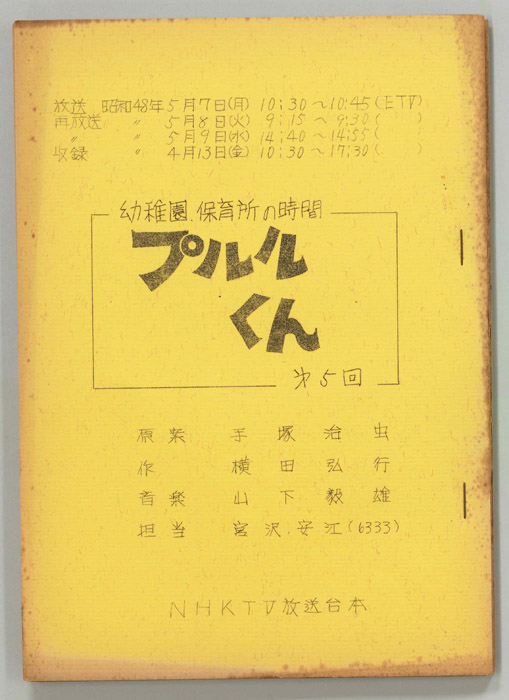 放送 昭和48年 5月7日(月) 10:30〜10:45(ETV)
再放送 〃 5月8日(火) 9:15〜9:30( )
〃 〃 5月9日(水) 14:40〜14:55( )
収録 〃 4月13日(金) 10:30〜17:30( )
幼稚園、保育所の時間
プルル
くん
第5回
原案 手塚治虫
作 横田弘行
音楽 山下毅雄
担当 宮沢、安江(6333)
NHKTV放送台本